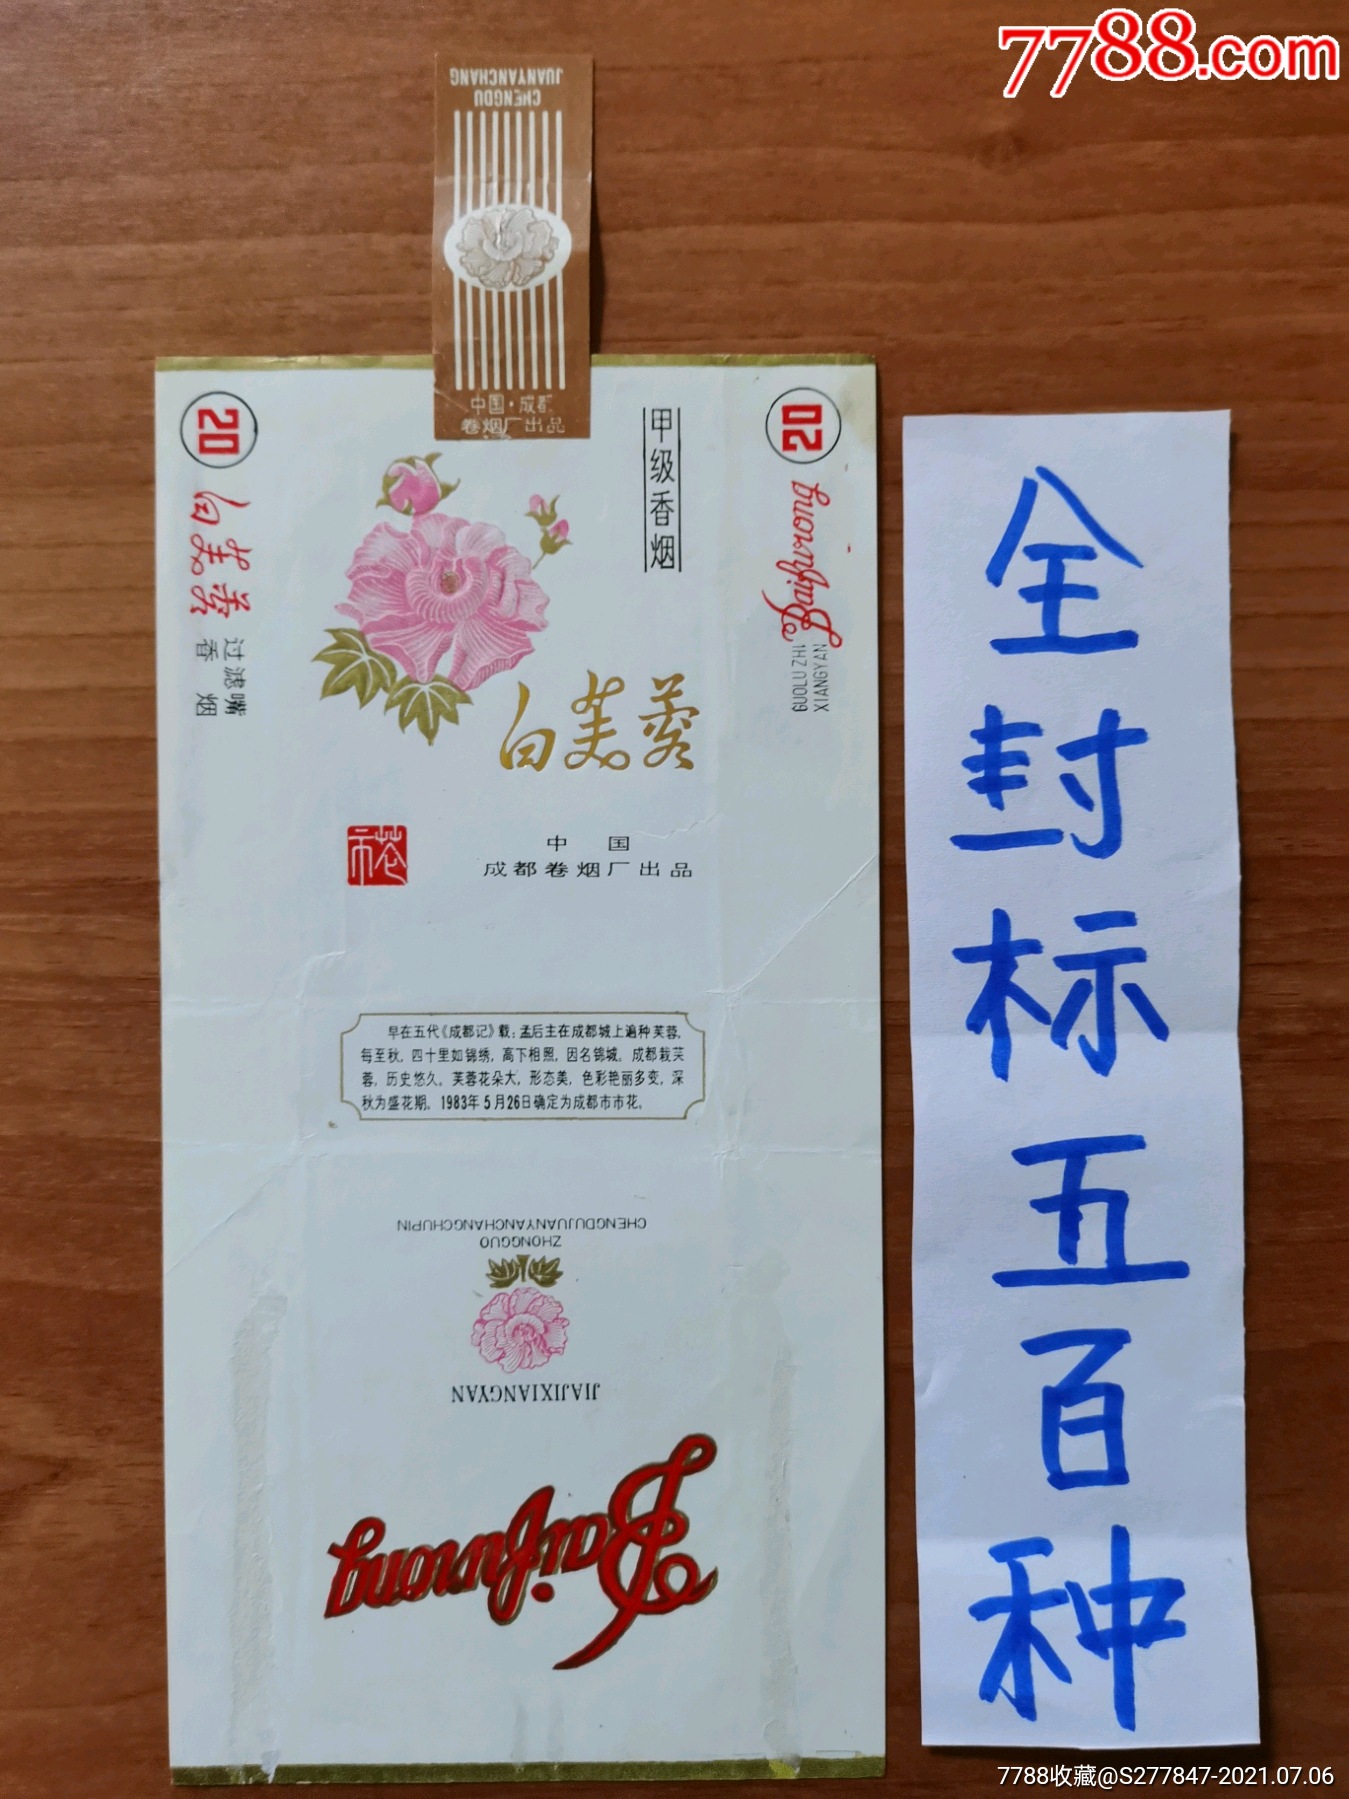 7788.com
CHENGDU
JUANYANCHANG
中国·成都
卷烟厂出品
20
白芙蓉
过滤嘴
香烟
甲级香烟
20
Baifurong
GUOLU ZHI
XIANGYAN
白芙蓉
市花
中国
成都卷烟厂出品
早在五代《成都记》载：孟后主在成都城上遍种芙蓉，
每至秋，四十里如锦绣，高下相照，因名锦城。成都栽芙
蓉，历史悠久。芙蓉花朵大，形态美，色彩艳丽多变，深
秋为盛花期。1983年5月26日确定为成都市市花。
Baifurong
JIAJIXIANGYAN
ZHONGGUO
CHENGDUJUANYANCHANGCHUPIN
全封标五百种
7788收藏@S277847-2021.07.06